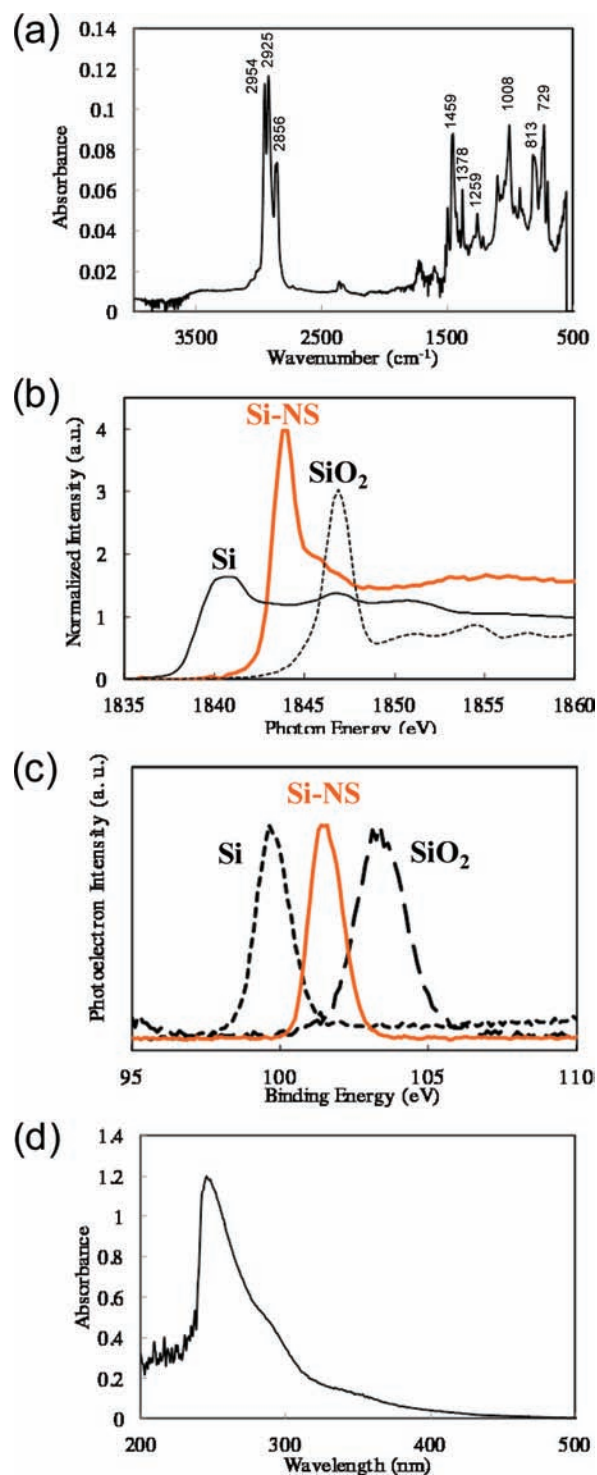 (a)
0.14
0.12
0.1
0.08
0.06
0.04
0.02
0
Absorbance
2954
2925
2856
1459
1378
1259
1008
813
729
3500
2500
1500
500
Wavenumber (cm⁻¹)
(b)
Normalized Intensity (a.u.)
4
3
2
1
0
Si-NS
SiO₂
Si
1835
1840
1845
1850
1855
1860
Photon Energy (eV)
(c)
Photoelectron Intensity (a. u.)
Si-NS
Si
SiO₂
95
100
105
110
Binding Energy (eV)
(d)
1.4
1.2
1
0.8
0.6
0.4
0.2
0
Absorbance
200
300
400
500
Wavelength (nm)